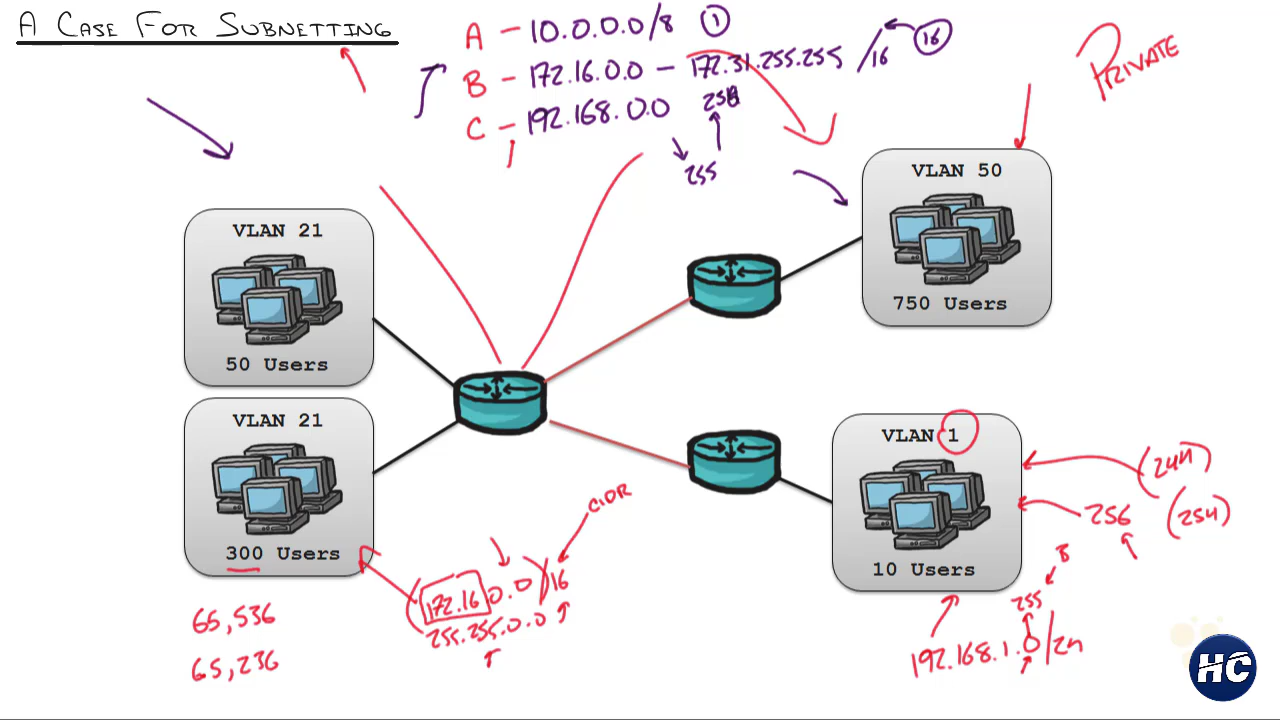 A CASE FOR SUBNETTING
A - 10.0.0.0/8 1
B - 172.16.0.0 - 172.31.255.255 /16 16
C - 192.168.0.0
255
PRIVATE
VLAN 50
750 Users
VLAN 21
50 Users
VLAN 21
300 Users
65,536
65,236
CIDR
(172.16.0.0)/16
255.255.0.0
VLAN 1
10 Users
(244)
256 (254)
8
255
192.168.1.0/24
HC